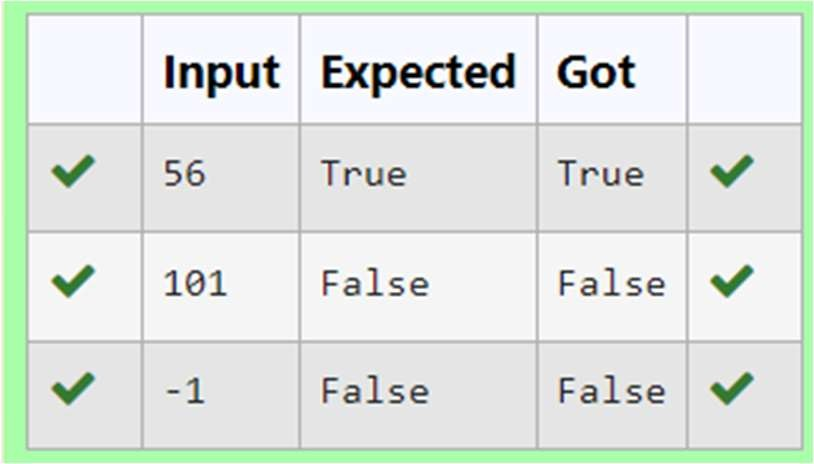 Input Expected Got
56 True True
101 False False
-1 False False